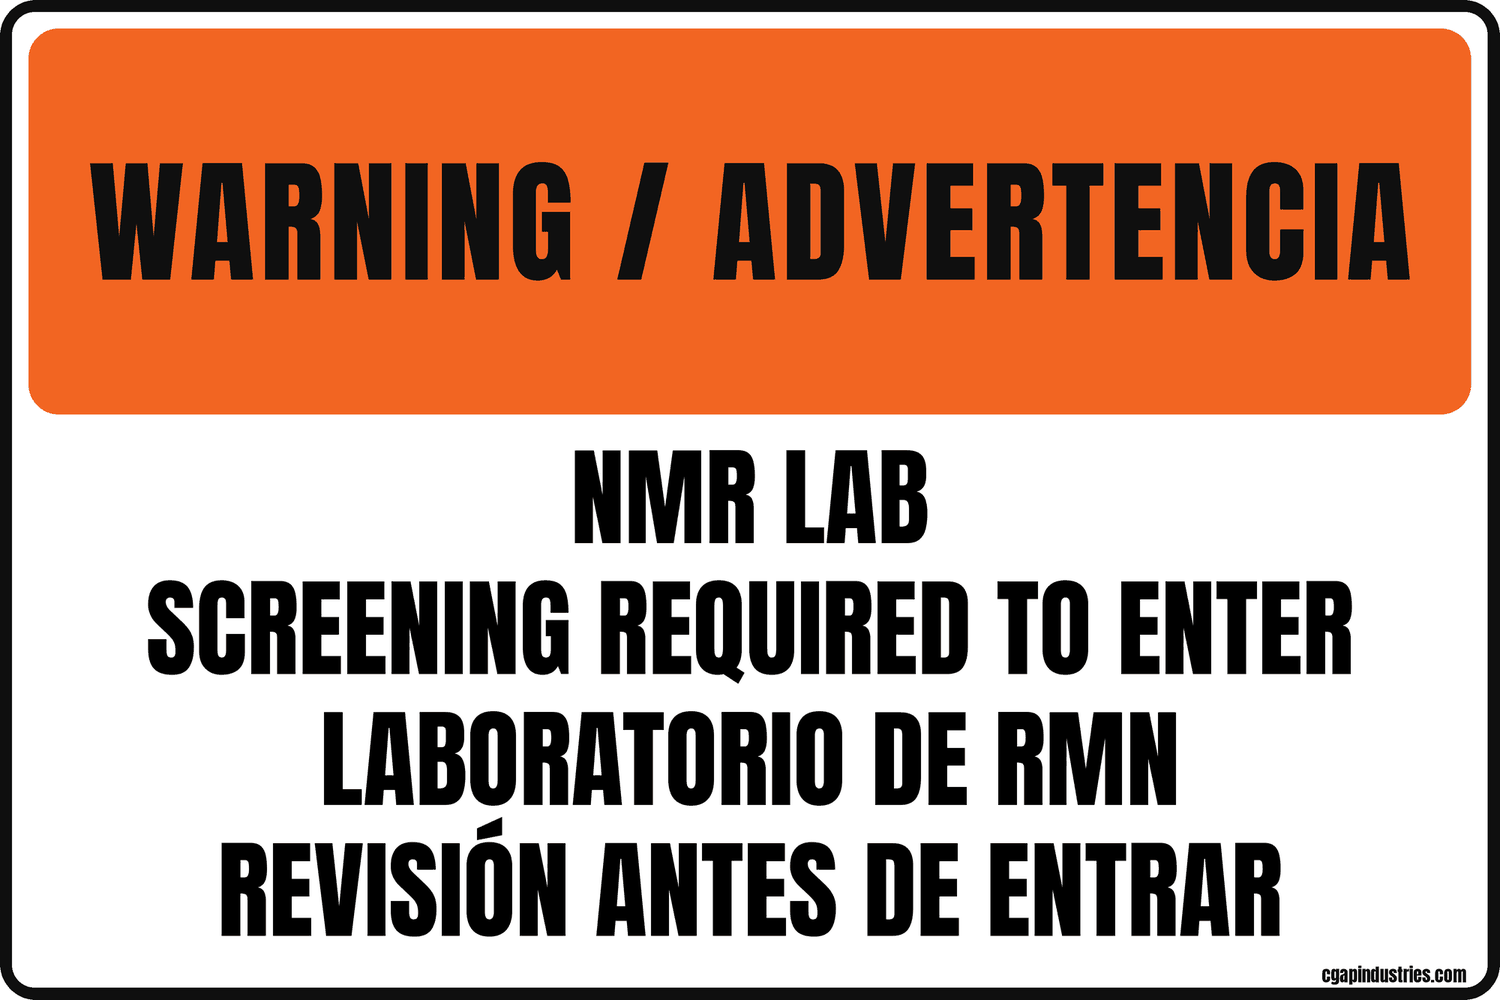 WARNING / ADVERTENCIA
NMR LAB
SCREENING REQUIRED TO ENTER
LABORATORIO DE RMN
REVISIÓN ANTES DE ENTRAR
cgapindustries.com